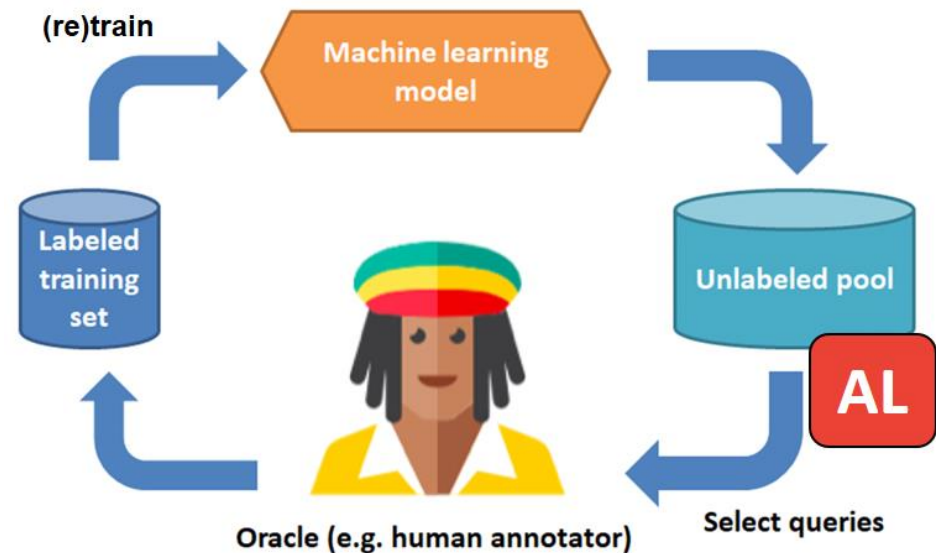 (re)train
Machine learning
model
Labeled
training
set
Unlabeled pool
AL
Select queries
Oracle (e.g. human annotator)